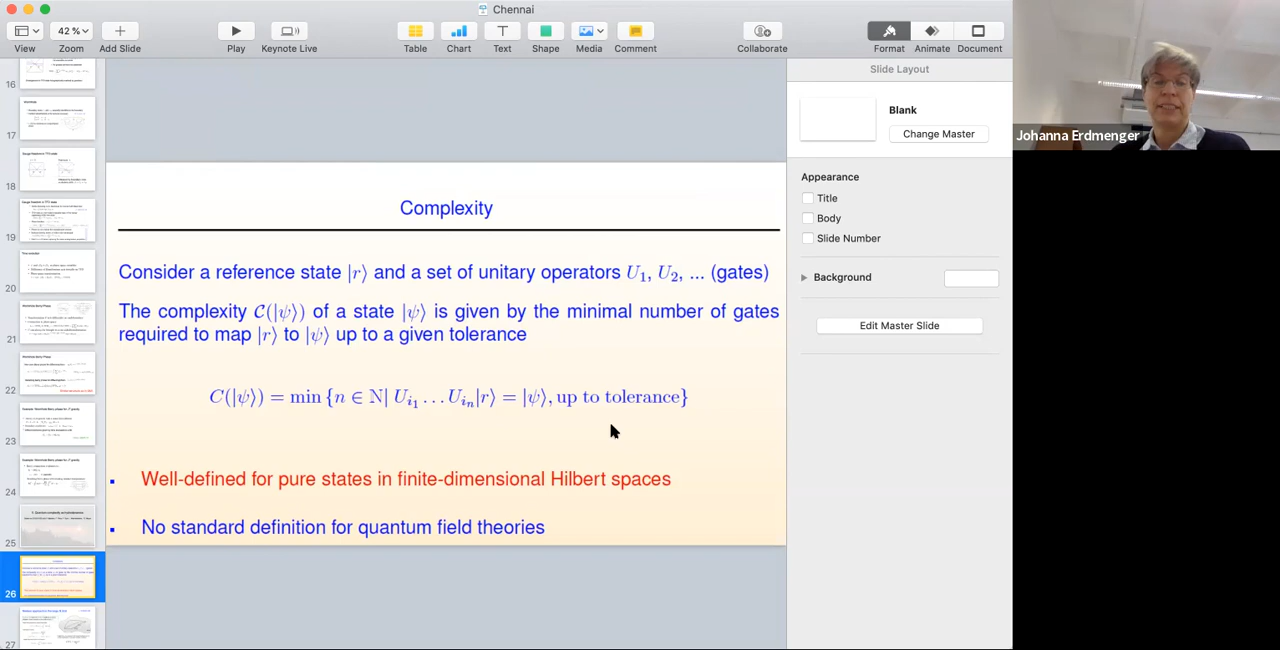 Chennai
View
42 %
Zoom
Add Slide
Play
Keynote Live
Table
Chart
Text
Shape
Media
Comment
Collaborate
Format
Animate
Document
16
17
18
19
20
21
22
23
24
25
26
27
Complexity
Consider a reference state |r⟩ and a set of unitary operators U₁, U₂, ... (gates)
The complexity 𝒞(|ψ⟩) of a state |ψ⟩ is given by the minimal number of gates
required to map |r⟩ to |ψ⟩ up to a given tolerance
C(|ψ⟩) = min {n ∈ ℕ| U_{i₁} … U_{iₙ}|r⟩ = |ψ⟩, up to tolerance}
Well-defined for pure states in finite-dimensional Hilbert spaces
No standard definition for quantum field theories
Slide Layout
Blank
Change Master
Appearance
Title
Body
Slide Number
Background
Edit Master Slide
Johanna Erdmenger